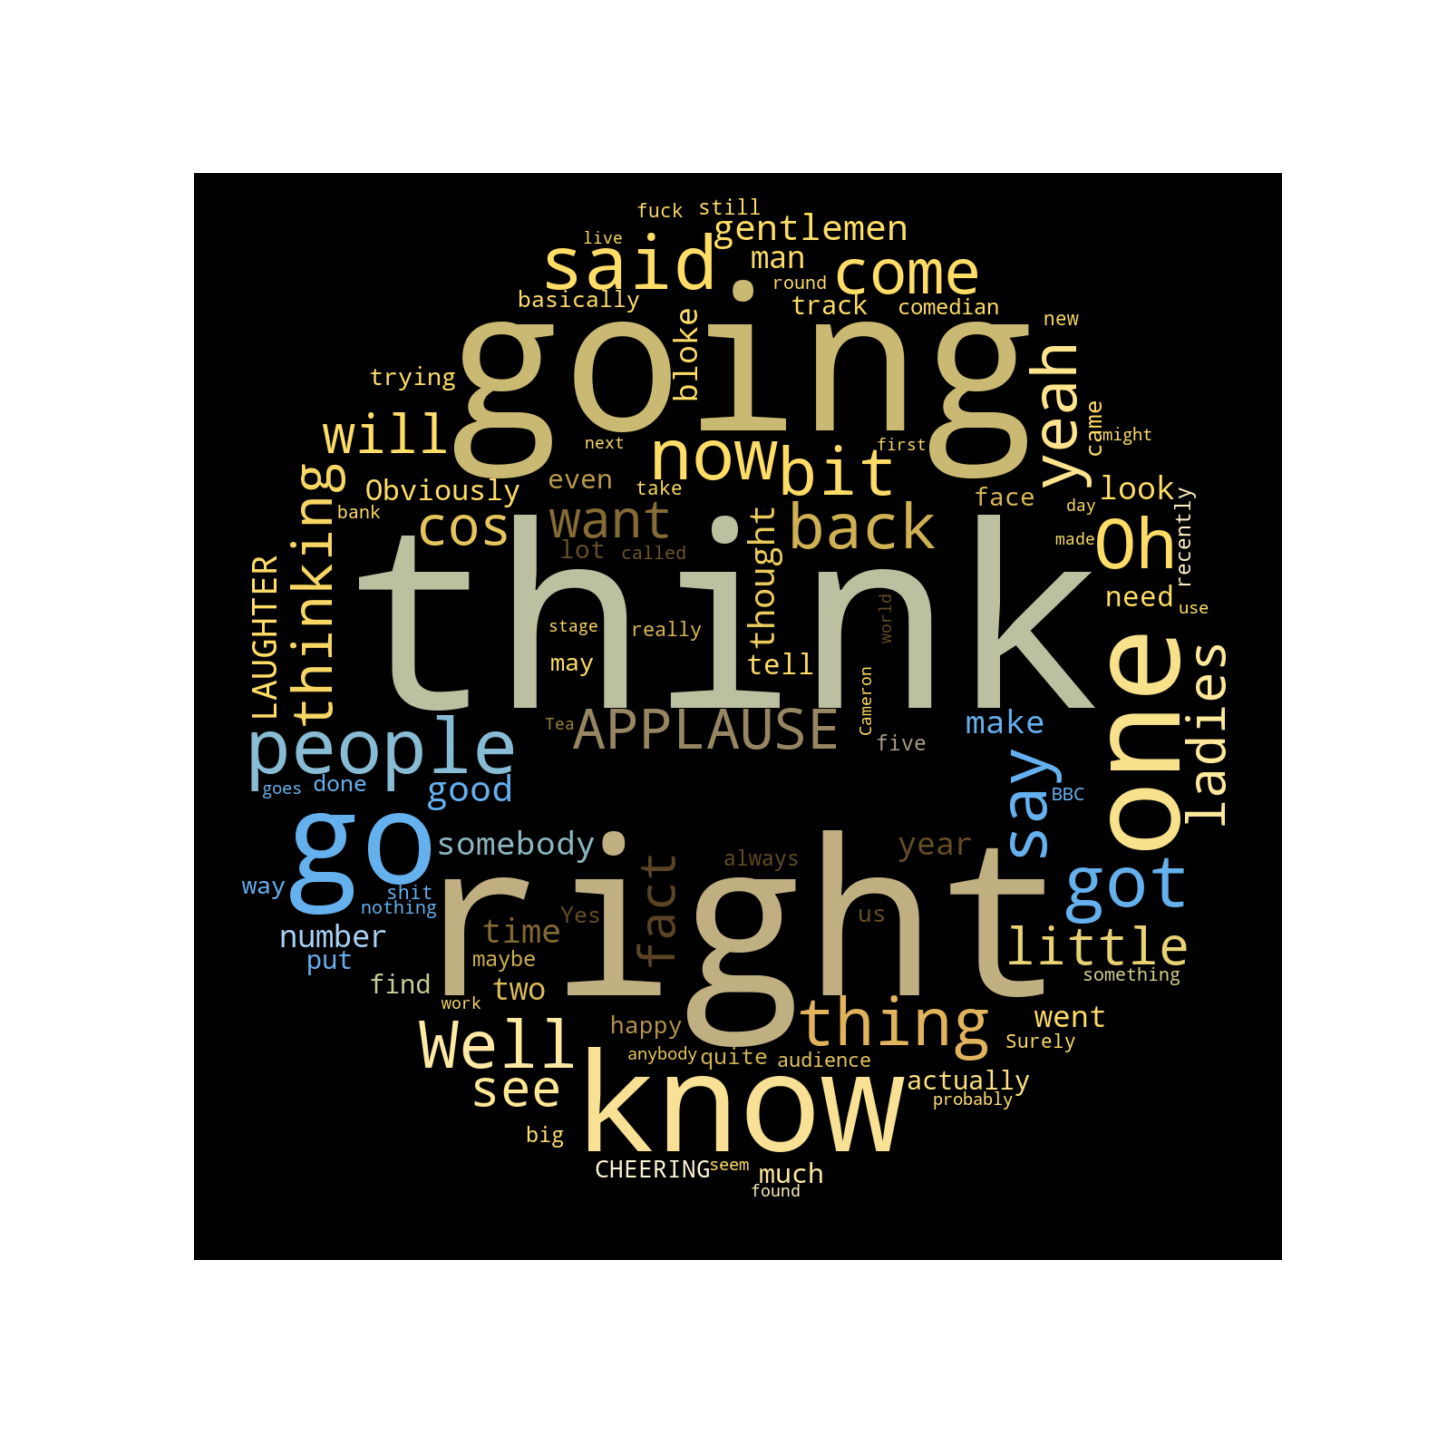 fuck
still
gentlemen
live
said
man
come
round
basically
track
comedian
new
going
bloke
trying
yeah
came
might
will
next
now
first
bit
thinking
Obviously
even
take
face
look
bank
cos
want
back
day
recently
thought
lot
called
think
made
Oh
need
use
LAUGHTER
stage
really
world
may
tell
one
ladies
people
Tea
APPLAUSE
Cameron
five
make
say
goes
done
good
BBC
go
somebody
always
year
got
way
shit
nothing
right
fact
Yes
us
number
time
little
put
maybe
something
find
two
work
Well
happy
thing
went
anybody
quite
audience
Surely
see
know
actually
probably
big
CHEERING
seem
much
found